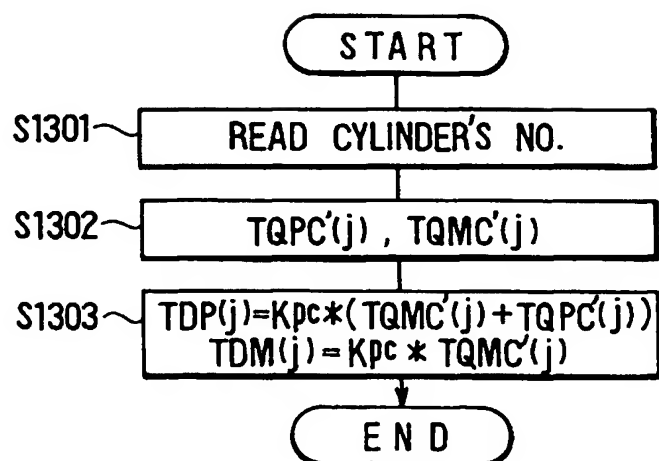 START
S1301
READ CYLINDER'S NO.
S1302
TQPC'(j) , TQMC'(j)
S1303
TDP(j)=Kpc*(TQMC'(j)+TQPC'(j))
TDM(j)=Kpc * TQMC'(j)
END